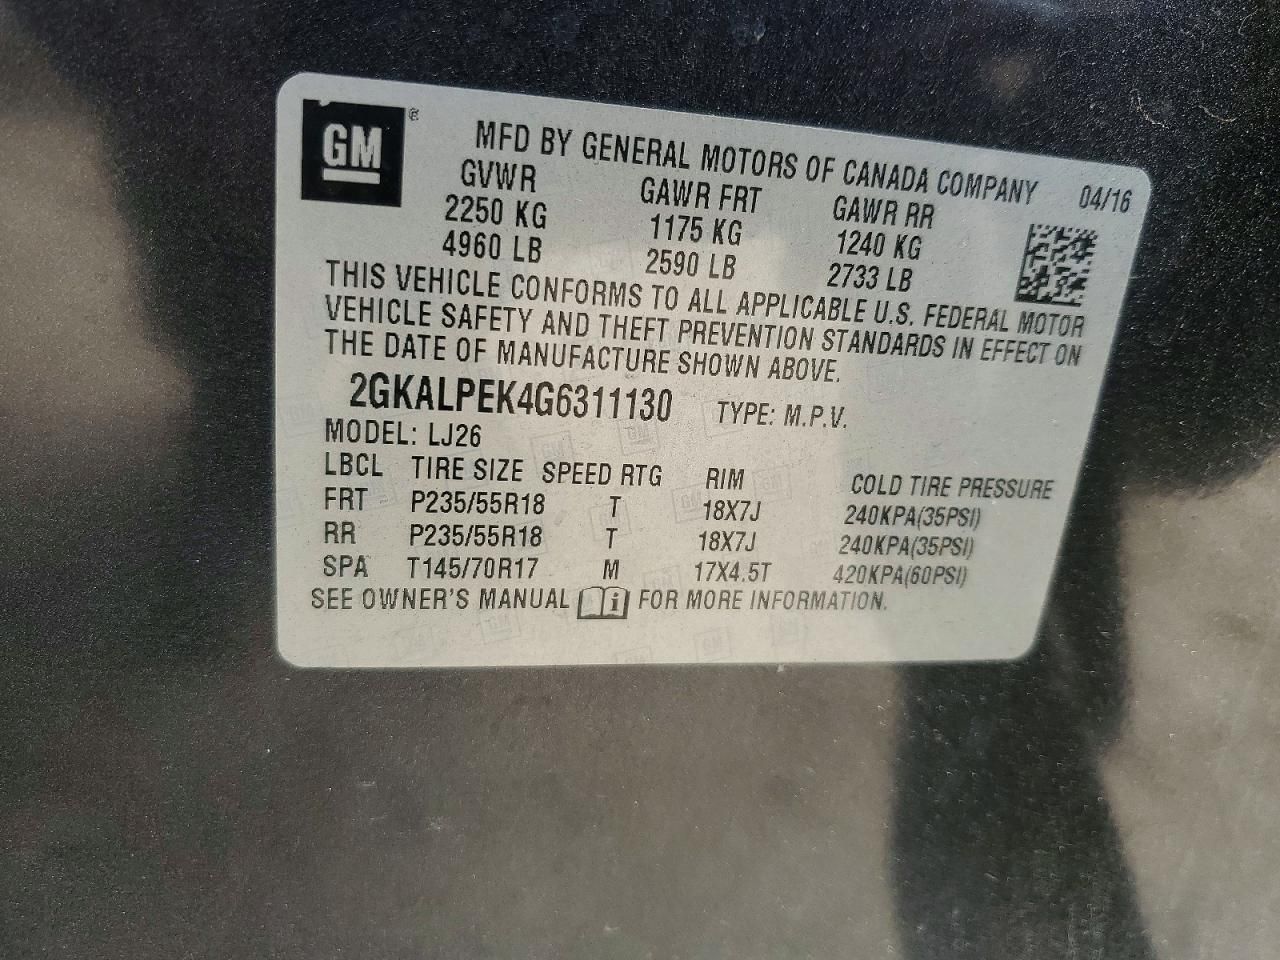 GM ®
MFD BY GENERAL MOTORS OF CANADA COMPANY 04/16
GVWR GAWR FRT GAWR RR
2250 KG 1175 KG 1240 KG
4960 LB 2590 LB 2733 LB
THIS VEHICLE CONFORMS TO ALL APPLICABLE U.S. FEDERAL MOTOR
VEHICLE SAFETY AND THEFT PREVENTION STANDARDS IN EFFECT ON
THE DATE OF MANUFACTURE SHOWN ABOVE.
2GKALPEK4G6311130 TYPE: M.P.V.
MODEL: LJ26
LBCL TIRE SIZE SPEED RTG RIM COLD TIRE PRESSURE
FRT P235/55R18 T 18X7J 240KPA(35PSI)
RR P235/55R18 T 18X7J 240KPA(35PSI)
SPA T145/70R17 M 17X4.5T 420KPA(60PSI)
SEE OWNER'S MANUAL i FOR MORE INFORMATION.